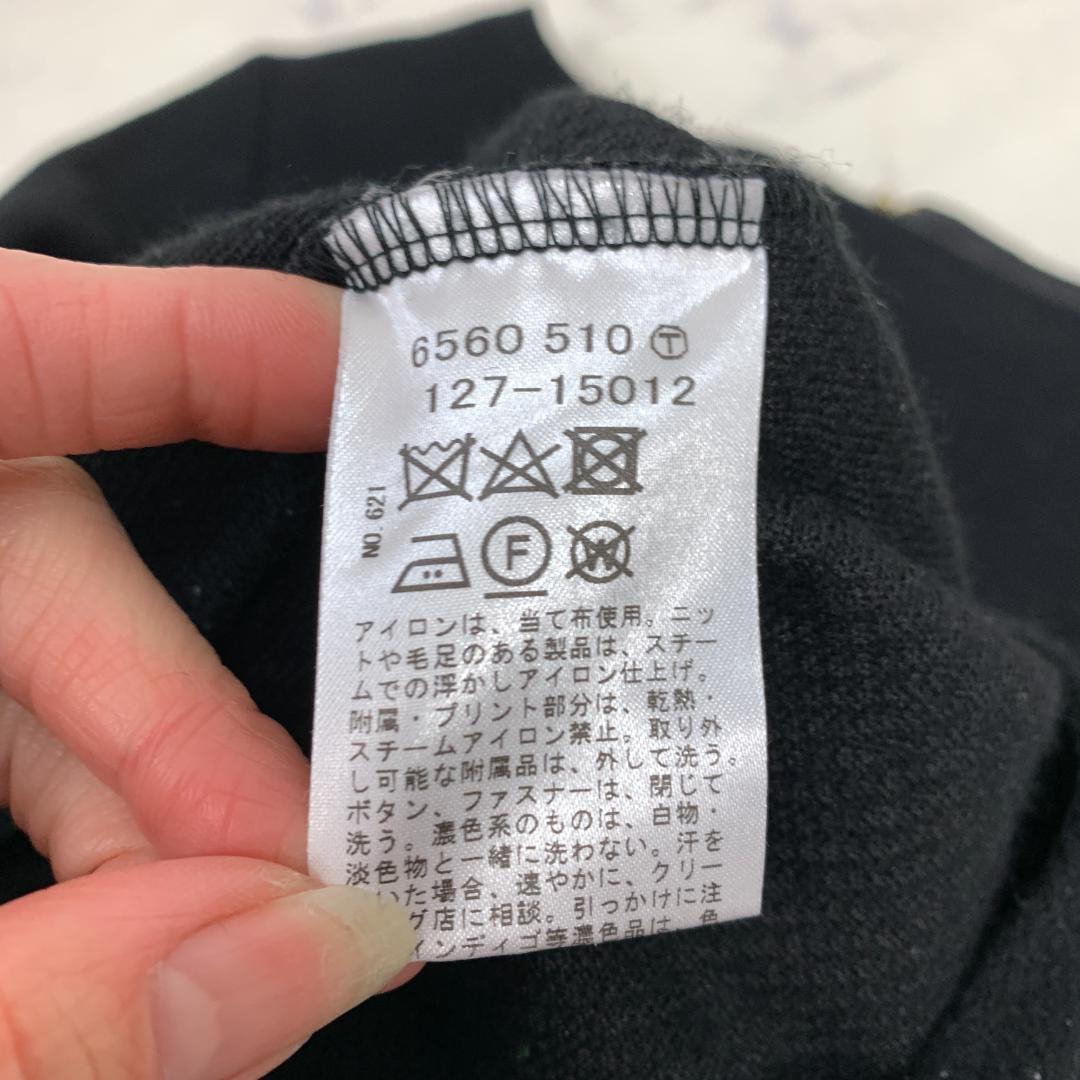 6560 510 Ⓣ
127-15012
NO.621
F
W
アイロンは、当て布使用。ニッ
トや毛足のある製品は、スチー
ムでの浮かしアイロン仕上げ。
附属・プリント部分は、乾熱・
スチームアイロン禁止。取り外
し可能な附属品は、外して洗う。
ボタン、ファスナーは、閉じて
洗う。濃色系のものは、白物・
淡色物と一緒に洗わない。汗を
いた場合、速やかに、クリー
グ店に相談。引っかけに注
インディゴ等濃色品は、色